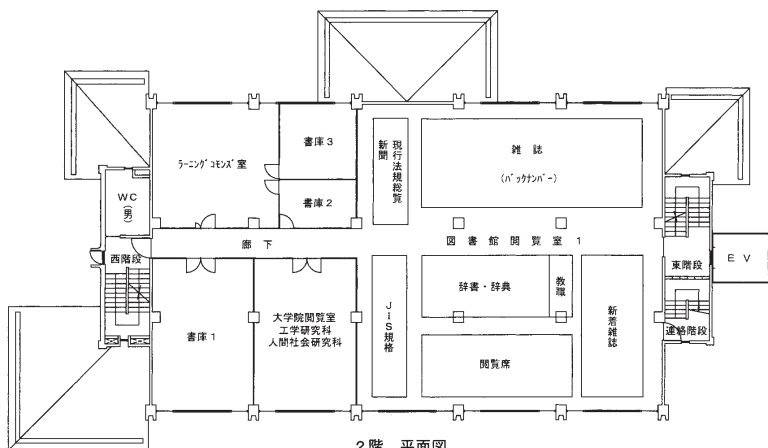 ラーニングコモンズ室
書庫3
書庫2
現行法規総覧
新聞
雑誌
(バックナンバー)
WC
(男)
廊下
図書館閲覧室1
西階段
東階段
EV
書庫1
大学院閲覧室
工学研究科
人間社会研究科
JIS規格
辞書・辞典
教職
新着雑誌
閲覧席
連絡階段
2階 平面図